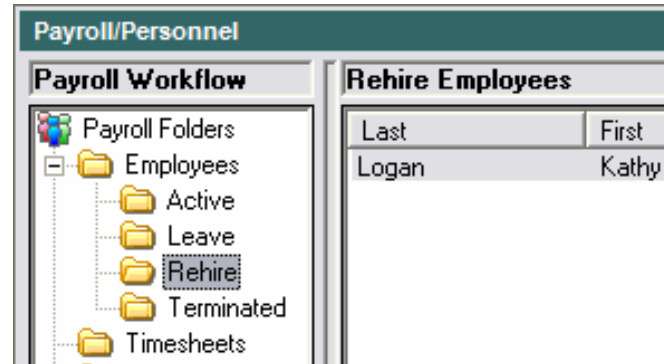 Payroll/Personnel
Payroll Workflow
Payroll Folders
Employees
Active
Leave
Rehire
Terminated
Timesheets
Rehire Employees
Last First
Logan Kathy